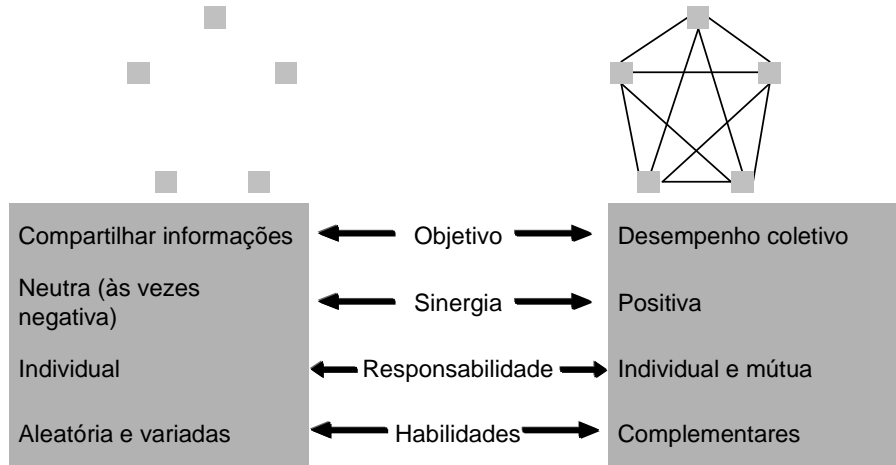 Compartilhar informações Objetivo Desempenho coletivo
Neutra (às vezes
negativa) Sinergia Positiva
Individual Responsabilidade Individual e mútua
Aleatória e variadas Habilidades Complementares